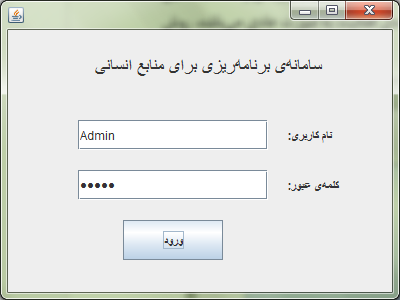 سامانه‌ی برنامه‌ریزی برای منابع انسانی
نام کاربری:
Admin
کلمه‌ی عبور:
•••••
ورود